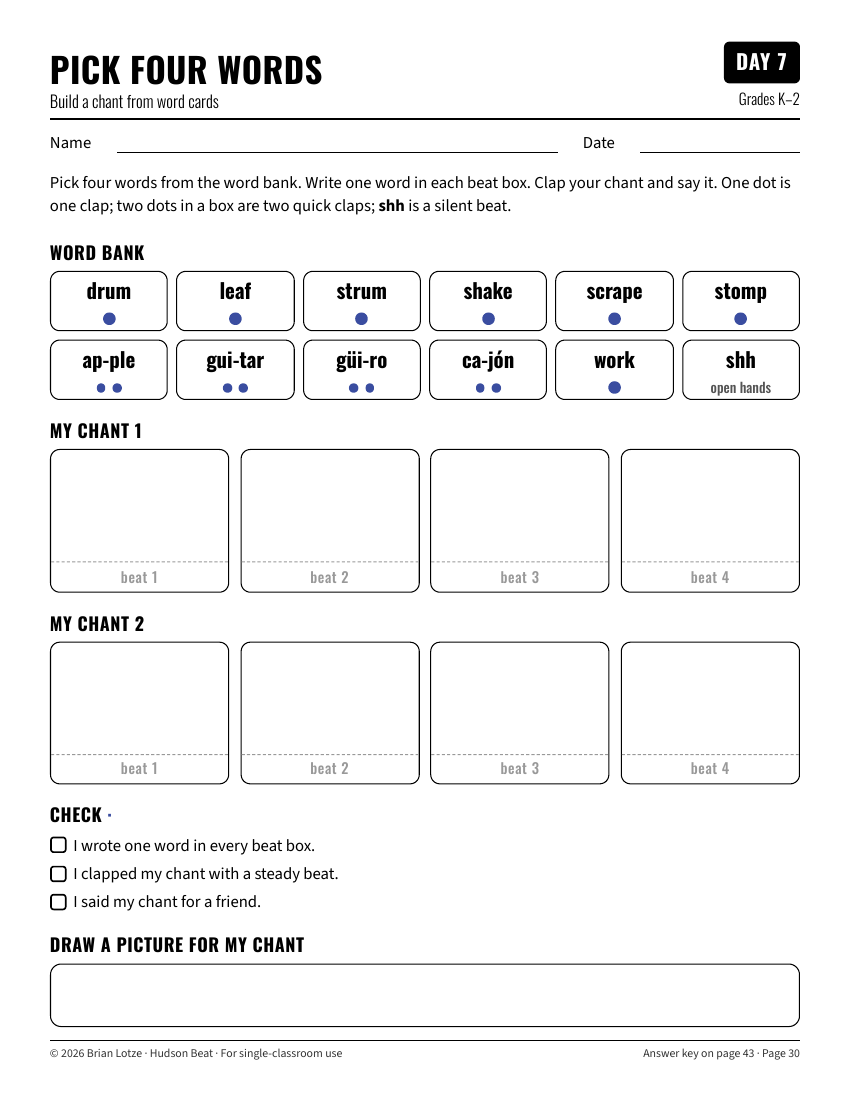 PICK FOUR WORDS
DAY 7
Build a chant from word cards
Grades K–2
Name
Date
Pick four words from the word bank. Write one word in each beat box. Clap your chant and say it. One dot is
one clap; two dots in a box are two quick claps; shh is a silent beat.
WORD BANK
drum leaf strum shake scrape stomp
ap-ple gui-tar güi-ro ca-jón work shh
open hands
MY CHANT 1
beat 1 beat 2 beat 3 beat 4
MY CHANT 2
beat 1 beat 2 beat 3 beat 4
CHECK ·
I wrote one word in every beat box.
I clapped my chant with a steady beat.
I said my chant for a friend.
DRAW A PICTURE FOR MY CHANT
© 2026 Brian Lotze · Hudson Beat · For single-classroom use
Answer key on page 43 · Page 30